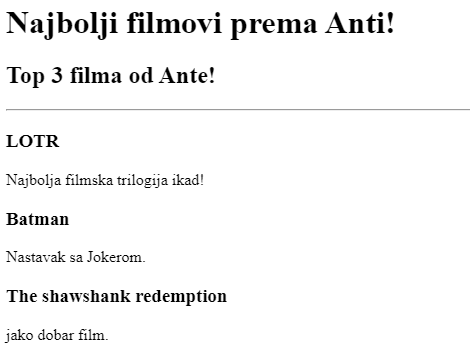 Najbolji filmovi prema Anti!
Top 3 filma od Ante!
LOTR
Najbolja filmska trilogija ikad!
Batman
Nastavak sa Jokerom.
The shawshank redemption
jako dobar film.